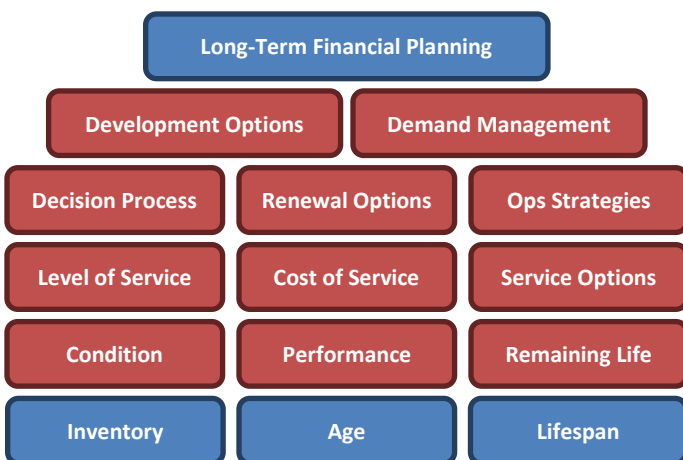 Long-Term Financial Planning
Development Options
Demand Management
Decision Process
Renewal Options
Ops Strategies
Level of Service
Cost of Service
Service Options
Condition
Performance
Remaining Life
Inventory
Age
Lifespan